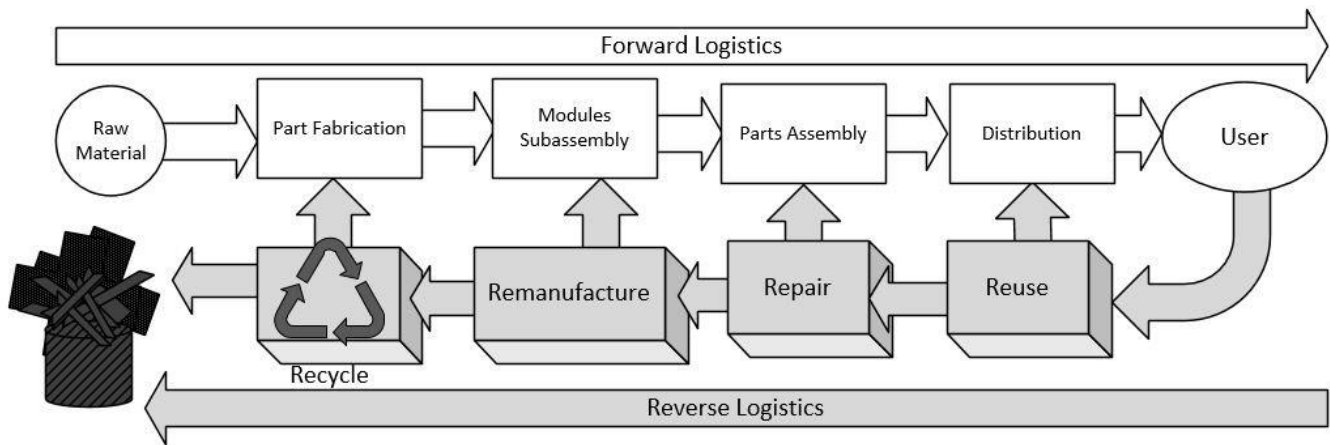 Forward Logistics
Raw
Material
Part Fabrication
Modules
Subassembly
Parts Assembly
Distribution
User
Remanufacture
Repair
Reuse
Recycle
Reverse Logistics